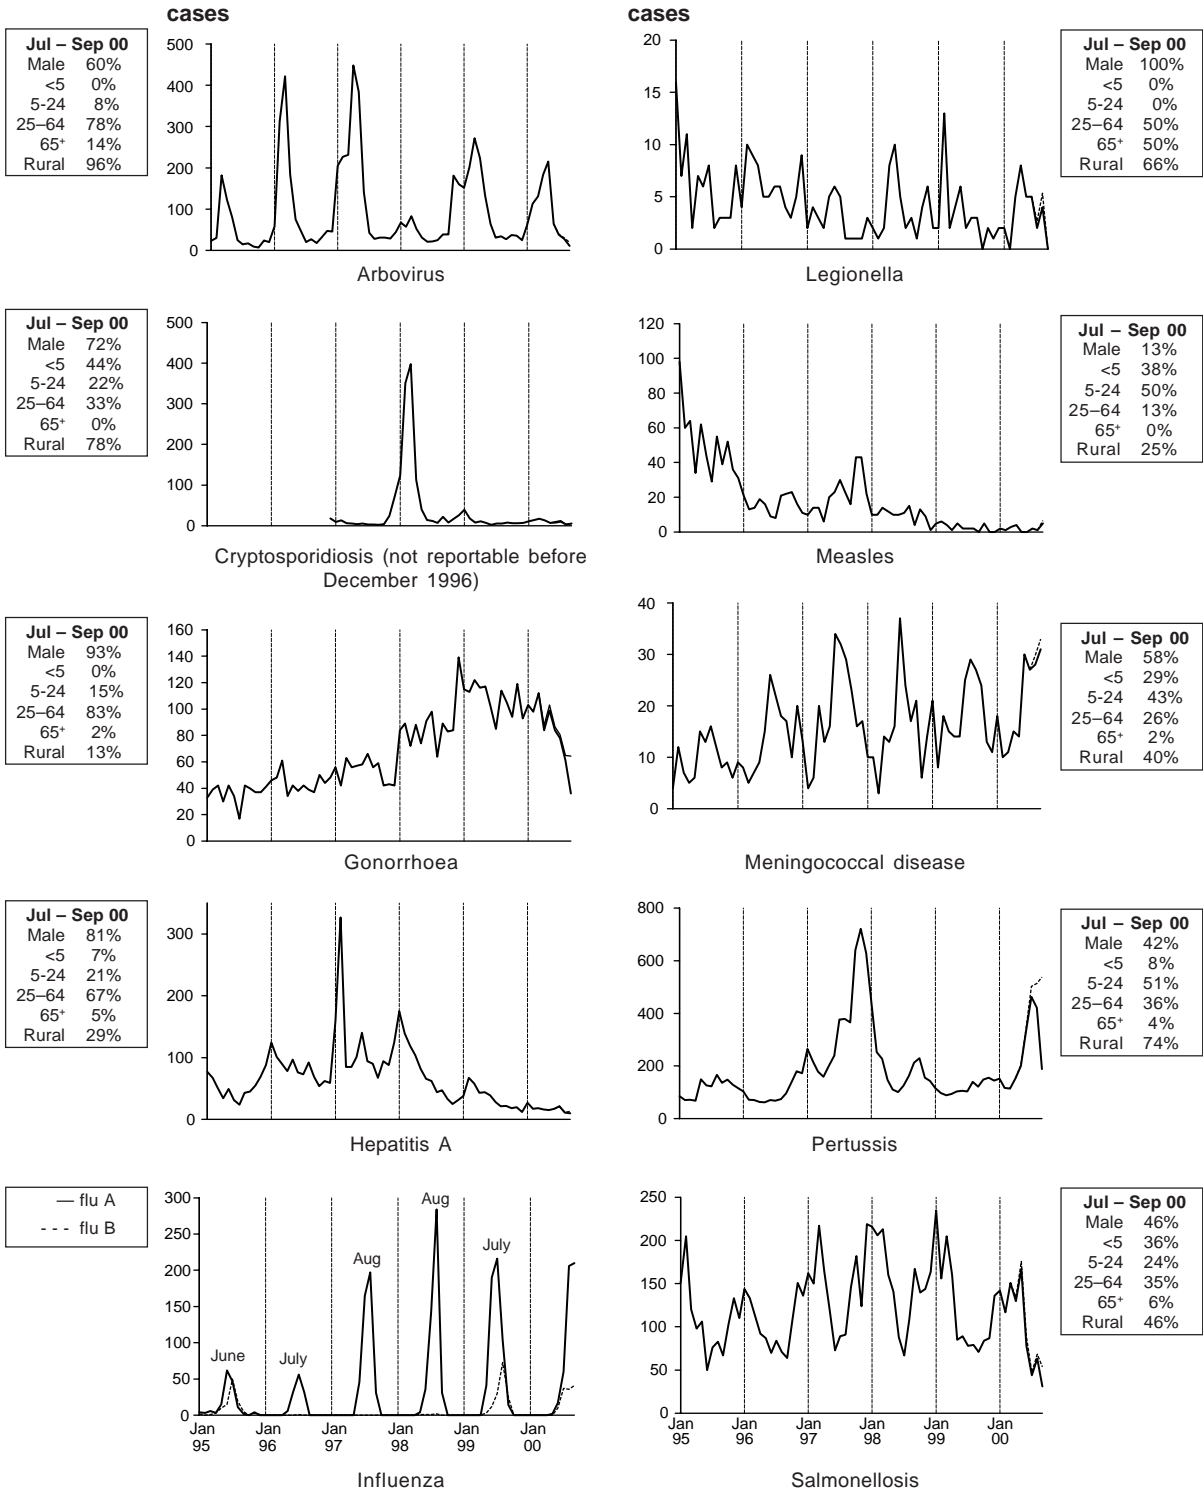 cases
Jul – Sep 00
Male 60%
<5 0%
5-24 8%
25–64 78%
65+ 14%
Rural 96%
500
400
300
200
100
0
Arbovirus
cases
20
15
10
5
0
Legionella
Jul – Sep 00
Male 100%
<5 0%
5-24 0%
25–64 50%
65+ 50%
Rural 66%
Jul – Sep 00
Male 72%
<5 44%
5-24 22%
25–64 33%
65+ 0%
Rural 78%
500
400
300
200
100
0
Cryptosporidiosis (not reportable before
December 1996)
120
100
80
60
40
20
0
Measles
Jul – Sep 00
Male 13%
<5 38%
5-24 50%
25–64 13%
65+ 0%
Rural 25%
Jul – Sep 00
Male 93%
<5 0%
5-24 15%
25–64 83%
65+ 2%
Rural 13%
160
140
120
100
80
60
40
20
0
Gonorrhoea
40
30
20
10
0
Meningococcal disease
Jul – Sep 00
Male 58%
<5 29%
5-24 43%
25–64 26%
65+ 2%
Rural 40%
Jul – Sep 00
Male 81%
<5 7%
5-24 21%
25–64 67%
65+ 5%
Rural 29%
300
200
100
0
Hepatitis A
800
600
400
200
0
Pertussis
Jul – Sep 00
Male 42%
<5 8%
5-24 51%
25–64 36%
65+ 4%
Rural 74%
— flu A
- - - flu B
300
250
200
150
100
50
0
June
July
Aug
Aug
July
Jan Jan Jan Jan Jan Jan
95 96 97 98 99 00
Influenza
250
200
150
100
50
0
Jan Jan Jan Jan Jan Jan
95 96 97 98 99 00
Salmonellosis
Jul – Sep 00
Male 46%
<5 36%
5-24 24%
25–64 35%
65+ 6%
Rural 46%